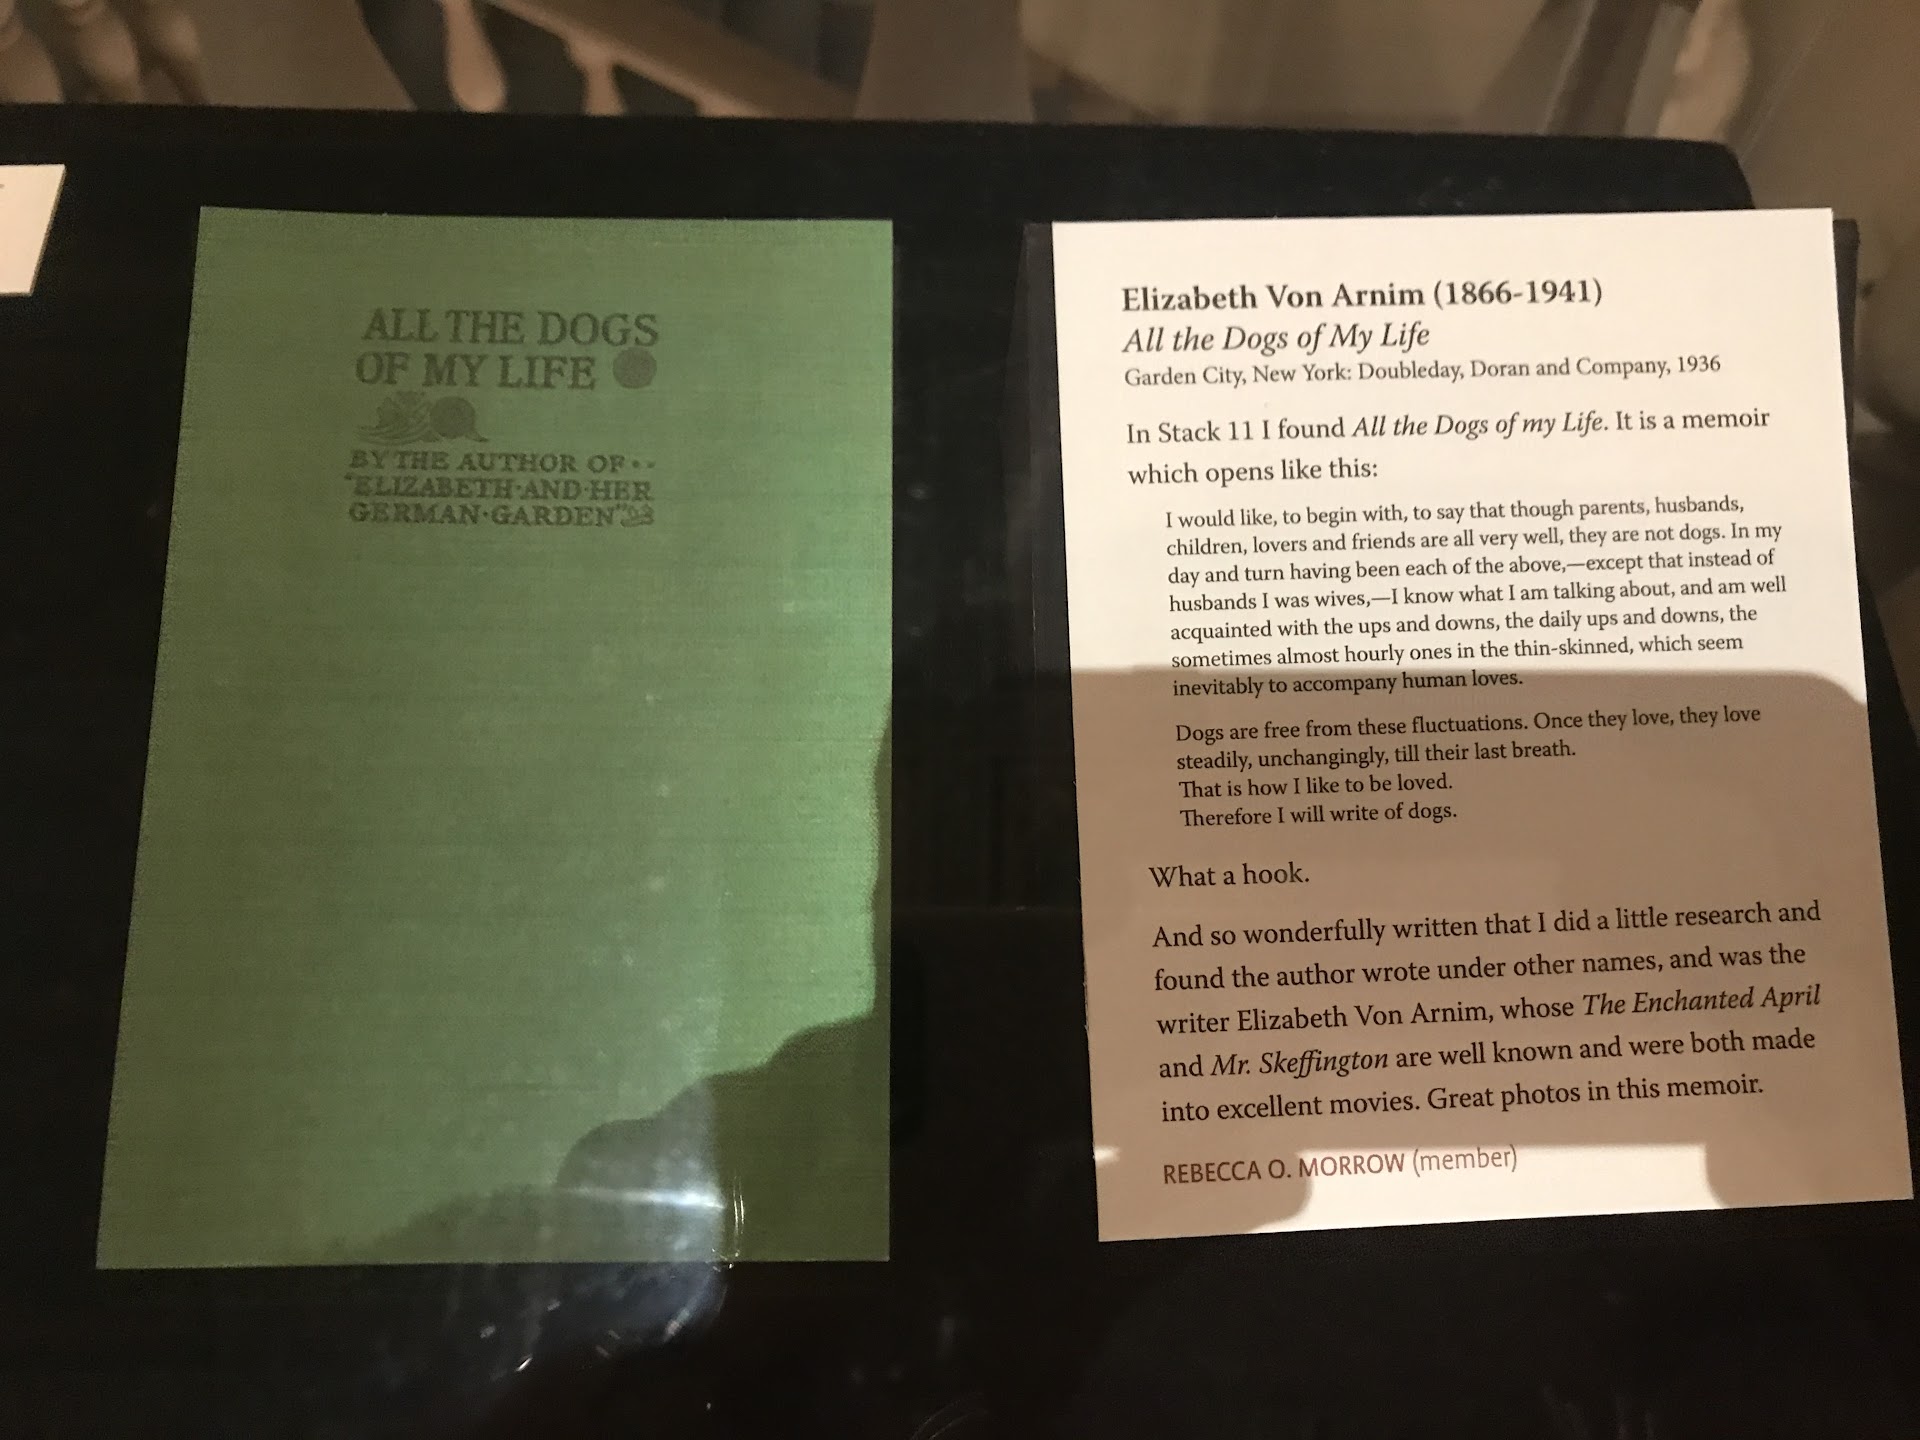 ALL THE DOGS
OF MY LIFE
BY THE AUTHOR OF··
"ELIZABETH·AND·HER
GERMAN·GARDEN"
Elizabeth Von Arnim (1866-1941)
All the Dogs of My Life
Garden City, New York: Doubleday, Doran and Company, 1936
In Stack 11 I found All the Dogs of my Life. It is a memoir
which opens like this:
I would like, to begin with, to say that though parents, husbands,
children, lovers and friends are all very well, they are not dogs. In my
day and turn having been each of the above,—except that instead of
husbands I was wives,—I know what I am talking about, and am well
acquainted with the ups and downs, the daily ups and downs, the
sometimes almost hourly ones in the thin-skinned, which seem
inevitably to accompany human loves.
Dogs are free from these fluctuations. Once they love, they love
steadily, unchangingly, till their last breath.
That is how I like to be loved.
Therefore I will write of dogs.
What a hook.
And so wonderfully written that I did a little research and
found the author wrote under other names, and was the
writer Elizabeth Von Arnim, whose The Enchanted April
and Mr. Skeffington are well known and were both made
into excellent movies. Great photos in this memoir.
REBECCA O. MORROW (member)